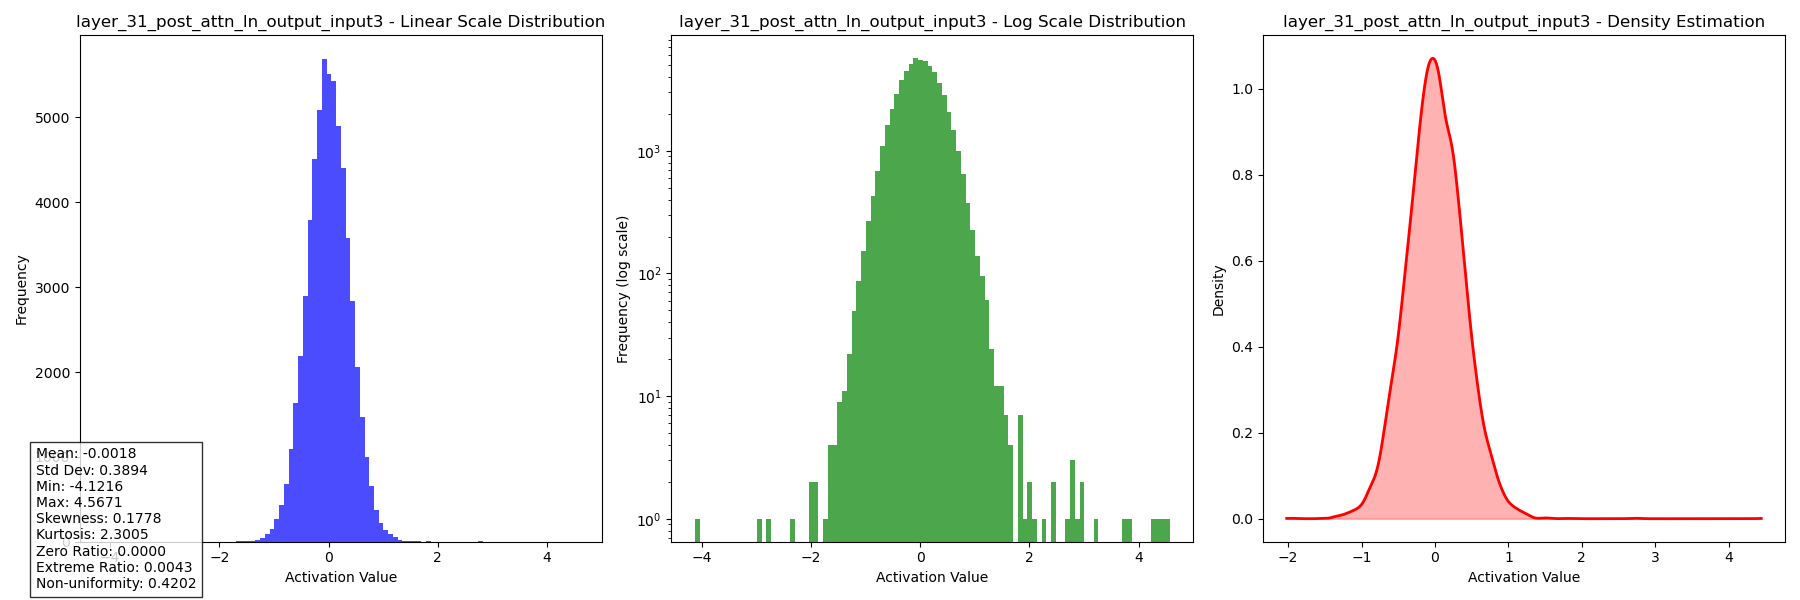 layer_31_post_attn_ln_output_input3 - Linear Scale Distribution
Frequency
5000
4000
3000
2000
Mean: -0.0018
Std Dev: 0.3894
Min: -4.1216
Max: 4.5671
Skewness: 0.1778
Kurtosis: 2.3005
Zero Ratio: 0.0000
Extreme Ratio: 0.0043
Non-uniformity: 0.4202
−2 0 2 4
Activation Value
layer_31_post_attn_ln_output_input3 - Log Scale Distribution
Frequency (log scale)
10³
10²
10¹
10⁰
−4 −2 0 2 4
Activation Value
layer_31_post_attn_ln_output_input3 - Density Estimation
Density
1.0
0.8
0.6
0.4
0.2
0.0
−2 −1 0 1 2 3 4
Activation Value